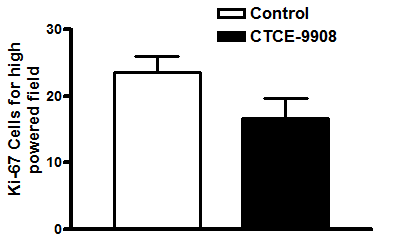 Control
CTCE-9908
Ki-67 Cells for high
powered field
30
20
10
0